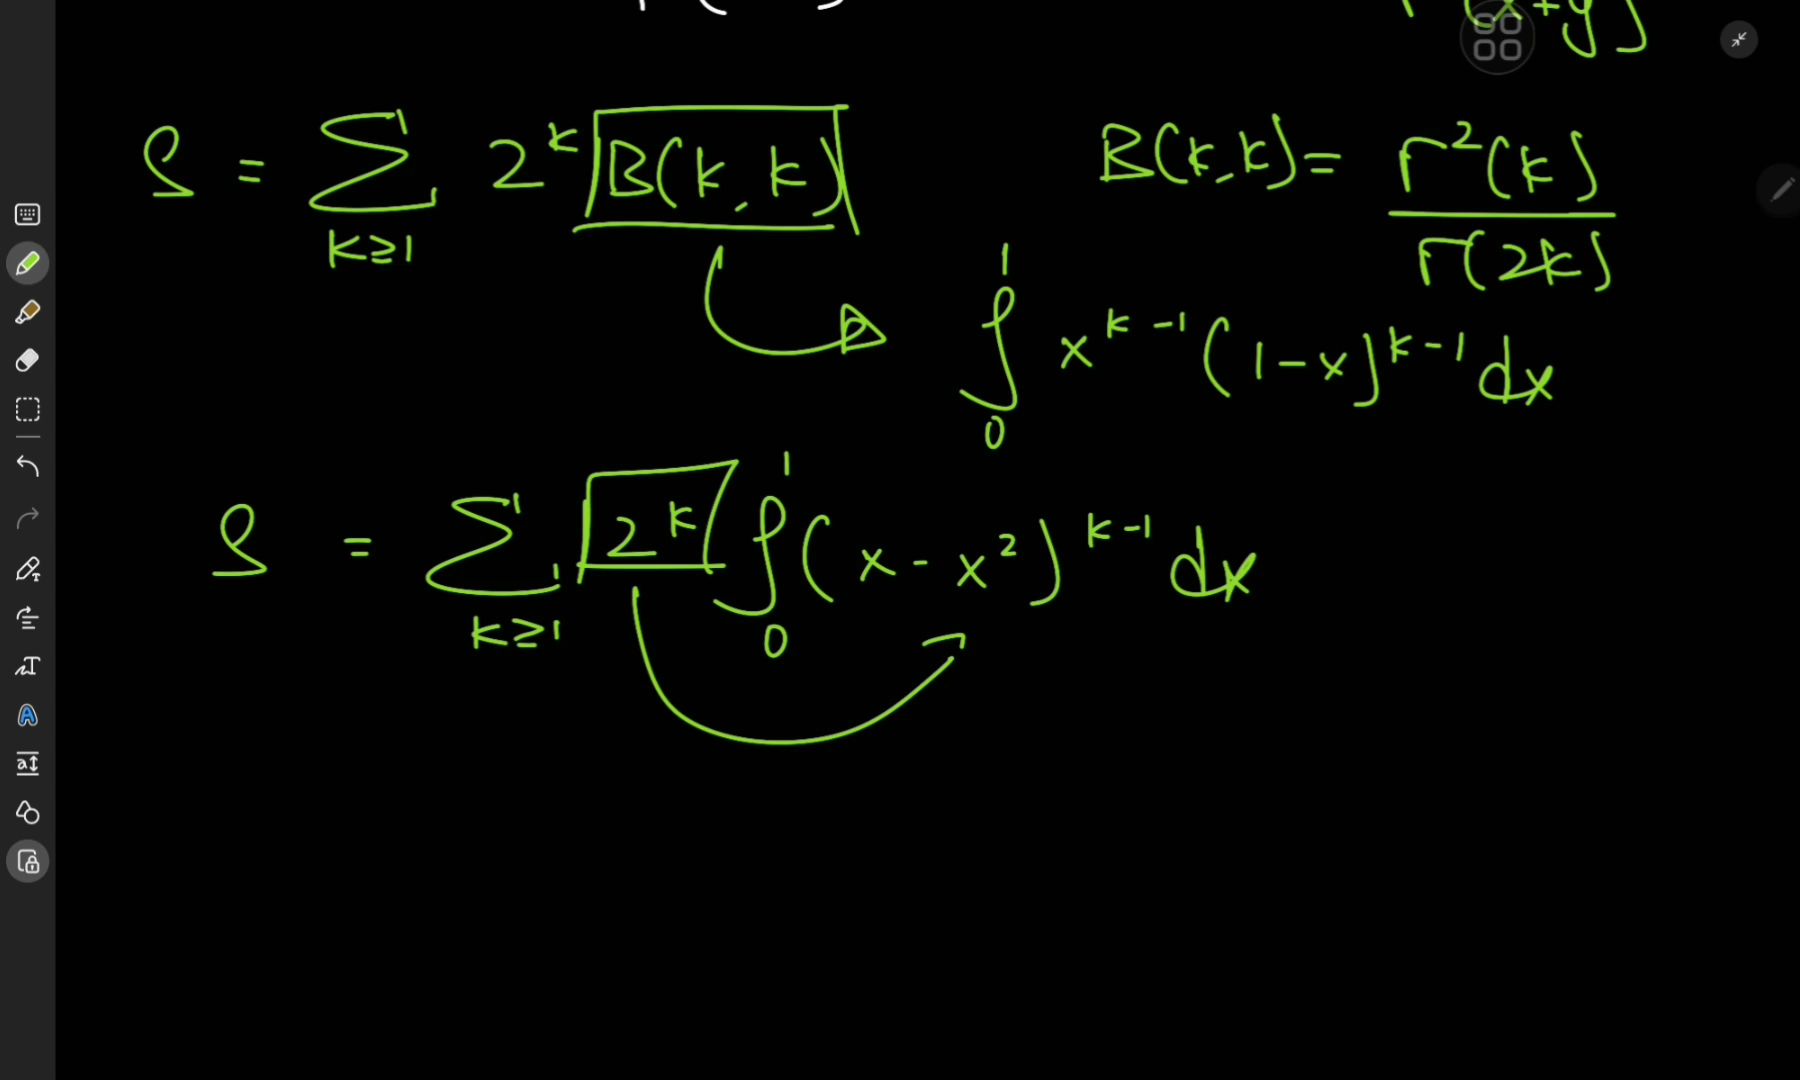 S = ∑ 2^k B(k,k)    B(k,k) = Γ²(k) / Γ(2k)
k≥1
∫₀¹ x^{k-1} (1-x)^{k-1} dx
S = ∑ 2^k ∫₀¹ (x - x²)^{k-1} dx
k≥1